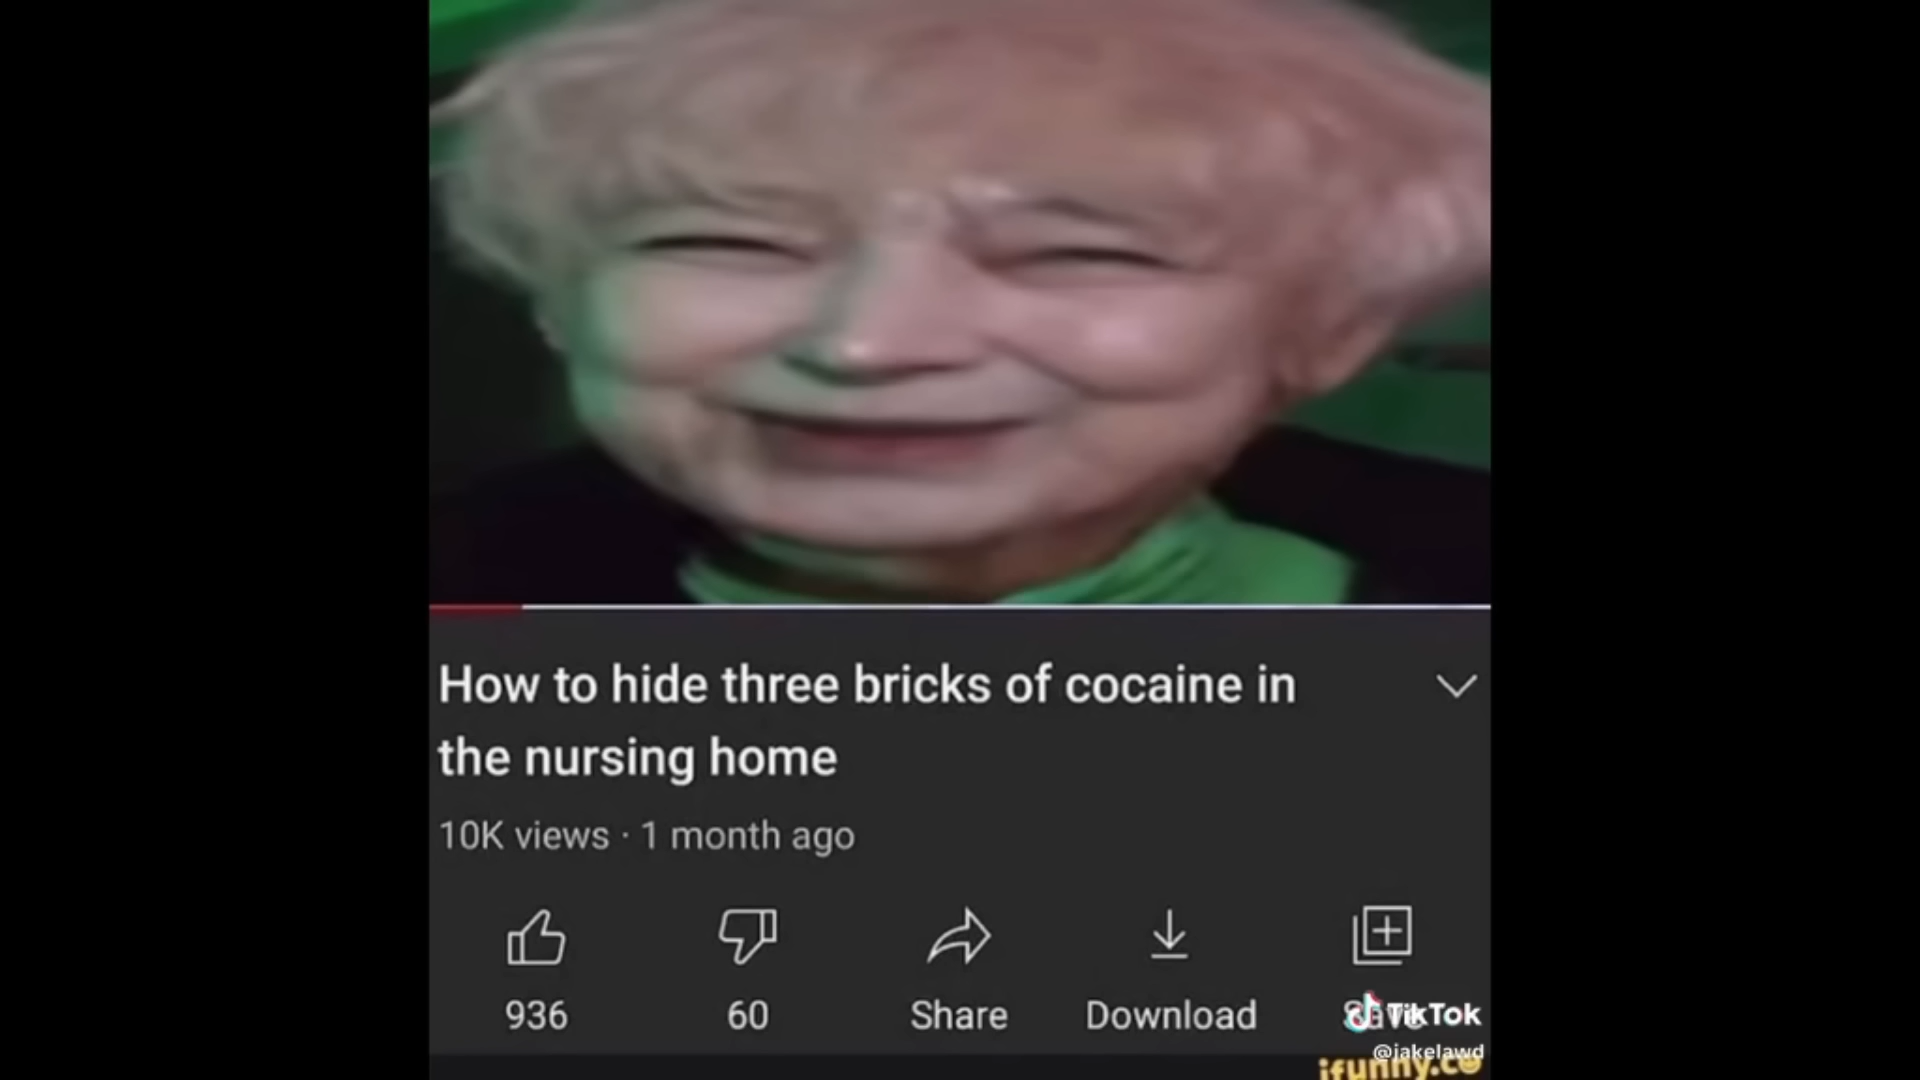 How to hide three bricks of cocaine in
the nursing home
10K views · 1 month ago
936 60 Share Download Save
TikTok
@jakelawd
ifunny.co